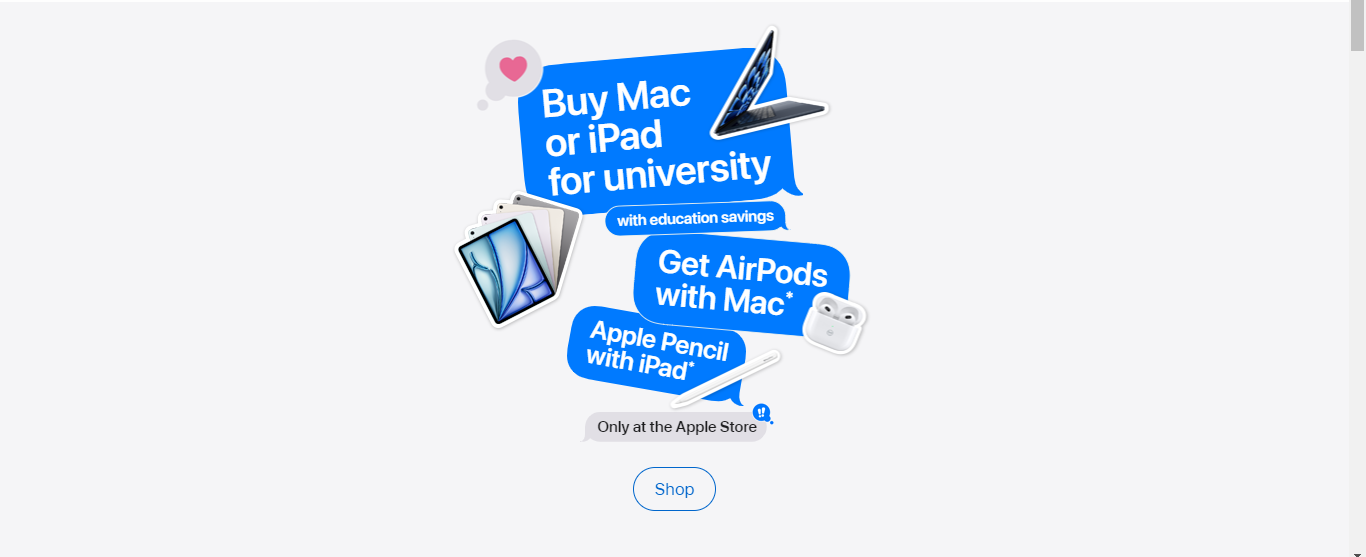 Buy Mac
or iPad
for university
with education savings
Get AirPods
with Mac*
Apple Pencil
with iPad*
Only at the Apple Store
Shop